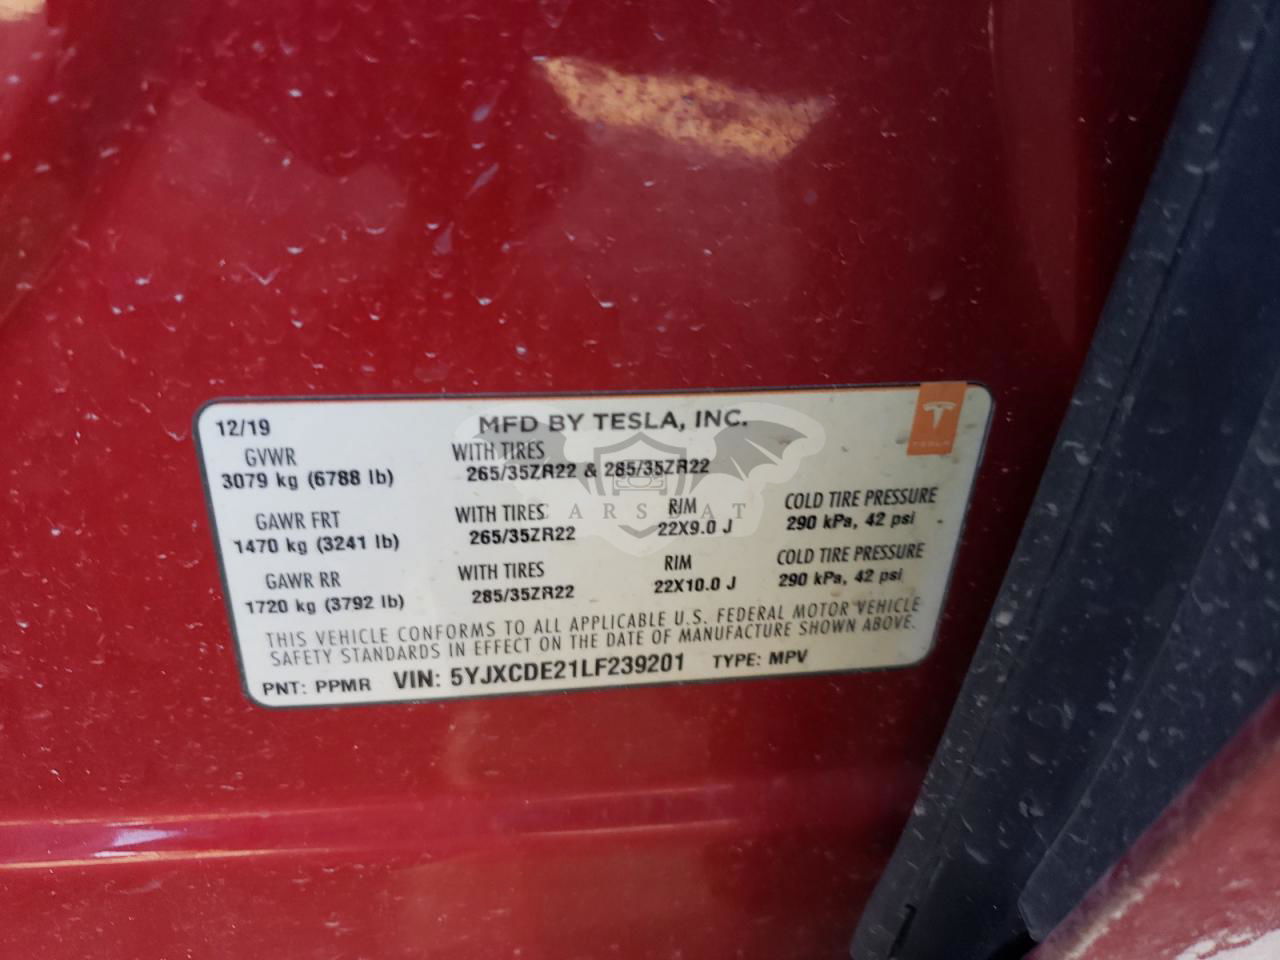 12/19 MFD BY TESLA, INC.
TESLA
GVWR WITH TIRES
3079 kg (6788 lb) 265/35ZR22 & 285/35ZR22
CARSBAT
GAWR FRT WITH TIRES RIM COLD TIRE PRESSURE
1470 kg (3241 lb) 265/35ZR22 22X9.0 J 290 kPa, 42 psi
GAWR RR WITH TIRES RIM COLD TIRE PRESSURE
1720 kg (3792 lb) 285/35ZR22 22X10.0 J 290 kPa, 42 psi
THIS VEHICLE CONFORMS TO ALL APPLICABLE U.S. FEDERAL MOTOR VEHICLE
SAFETY STANDARDS IN EFFECT ON THE DATE OF MANUFACTURE SHOWN ABOVE.
PNT: PPMR VIN: 5YJXCDE21LF239201 TYPE: MPV